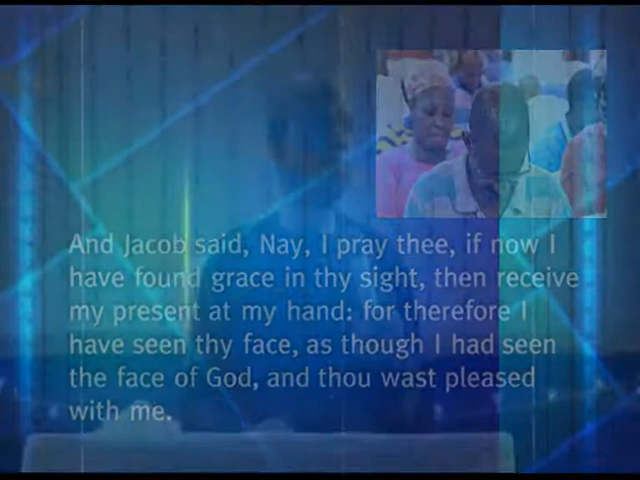 And Jacob said, Nay, I pray thee, if now I
have found grace in thy sight, then receive
my present at my hand: for therefore I
have seen thy face, as though I had seen
the face of God, and thou wast pleased
with me.